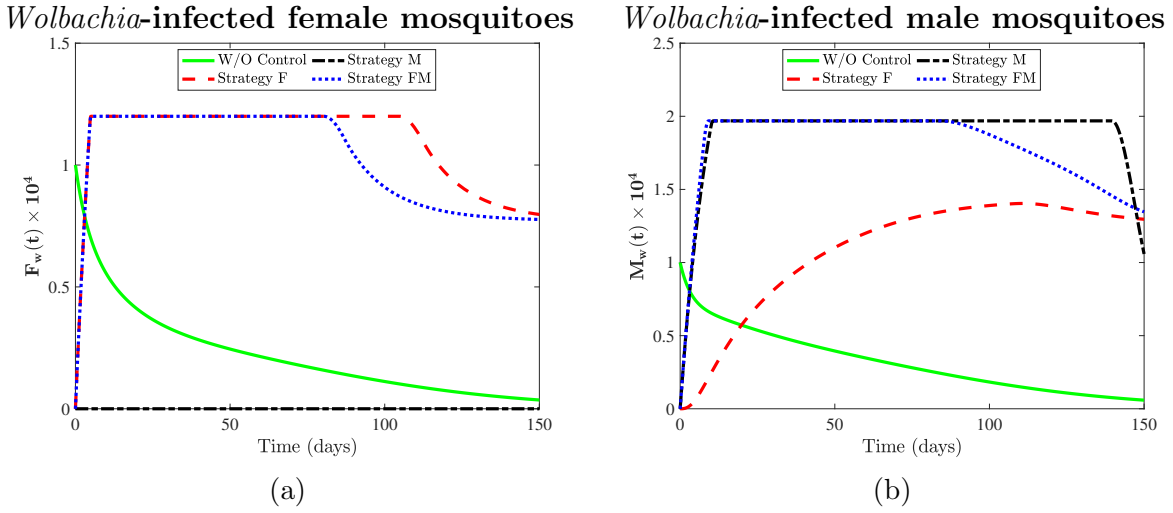 Wolbachia-infected female mosquitoes
1.5
1
0.5
0
F_w(t) × 10^4
W/O Control
Strategy F
Strategy M
Strategy FM
0
50
100
150
Time (days)
(a)
Wolbachia-infected male mosquitoes
2.5
2
1.5
1
0.5
0
M_w(t) × 10^4
W/O Control
Strategy F
Strategy M
Strategy FM
0
50
100
150
Time (days)
(b)